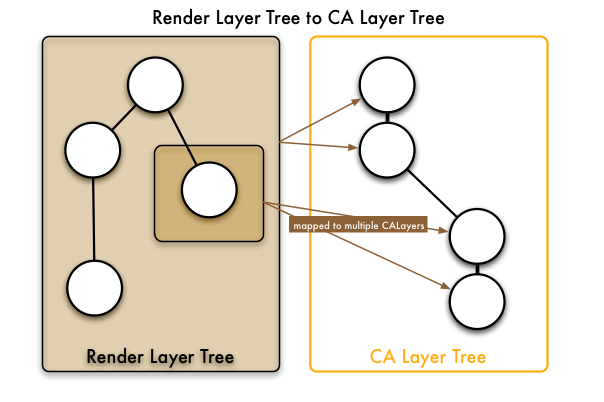 Render Layer Tree to CA Layer Tree
mapped to multiple CALayers
Render Layer Tree
CA Layer Tree